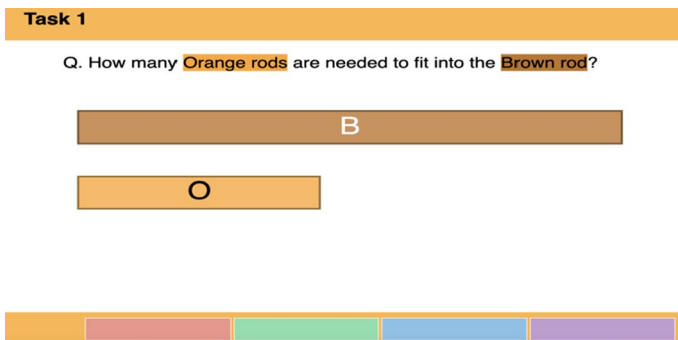 Task 1
Q. How many Orange rods are needed to fit into the Brown rod?
B
O